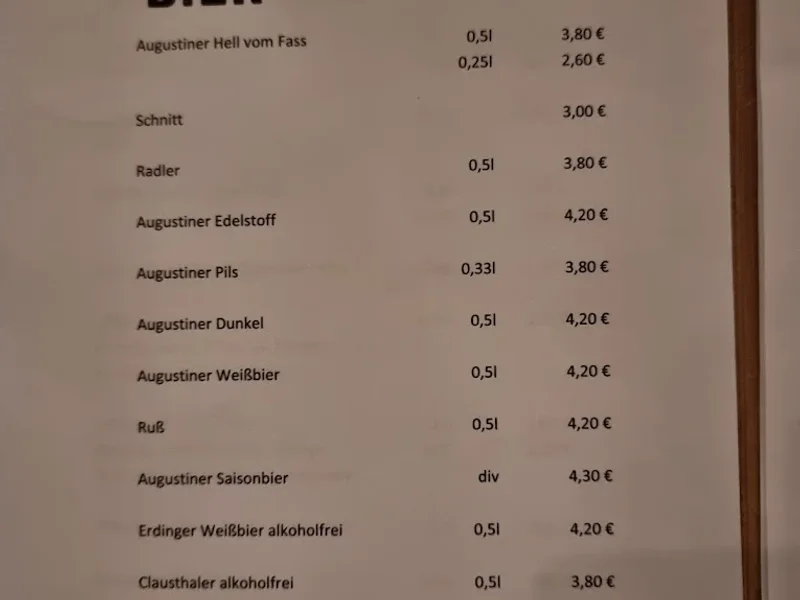 BIER
Augustiner Hell vom Fass 0,5l 3,80 €
0,25l 2,60 €
Schnitt 3,00 €
Radler 0,5l 3,80 €
Augustiner Edelstoff 0,5l 4,20 €
Augustiner Pils 0,33l 3,80 €
Augustiner Dunkel 0,5l 4,20 €
Augustiner Weißbier 0,5l 4,20 €
Ruß 0,5l 4,20 €
Augustiner Saisonbier div 4,30 €
Erdinger Weißbier alkoholfrei 0,5l 4,20 €
Clausthaler alkoholfrei 0,5l 3,80 €